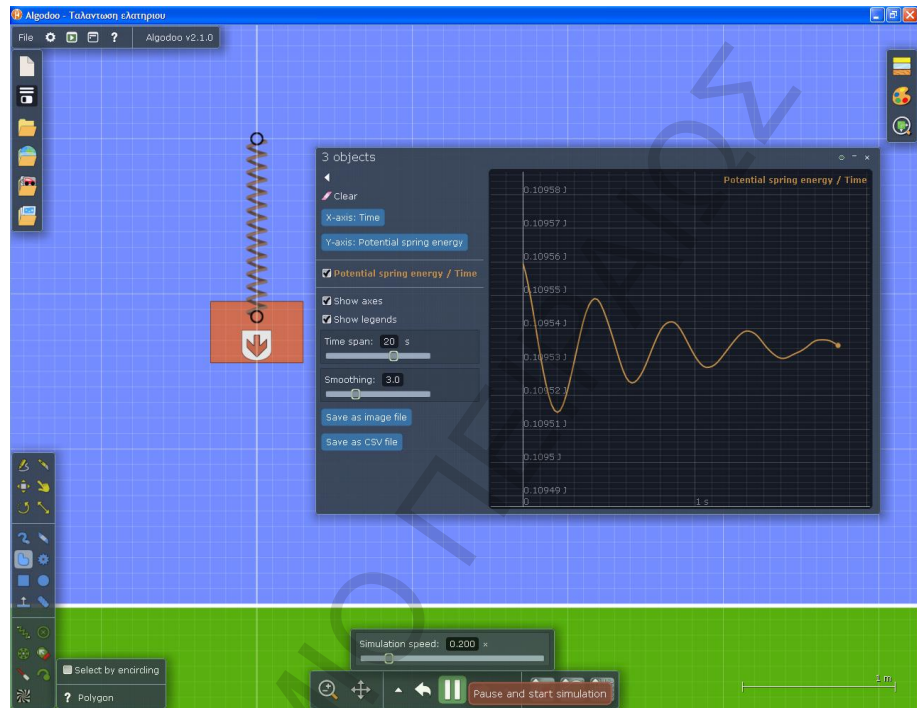 Algodoo - Ταλαντωση ελατηριου
File ? Algodoo v2.1.0
3 objects
Clear
X-axis: Time
Y-axis: Potential spring energy
Potential spring energy / Time
Show axes
Show legends
Time span: 20 s
Smoothing: 3.0
Save as image file
Save as CSV file
Potential spring energy / Time
0.10958 J
0.10957 J
0.10956 J
0.10955 J
0.10954 J
0.10953 J
0.10952 J
0.10951 J
0.1095 J
0.10949 J
0 1 s
Simulation speed: 0.200 ×
Pause and start simulation
Select by encirding
? Polygon
1 m
ΝΟ ΠΕΙΡΑΙΩΣ